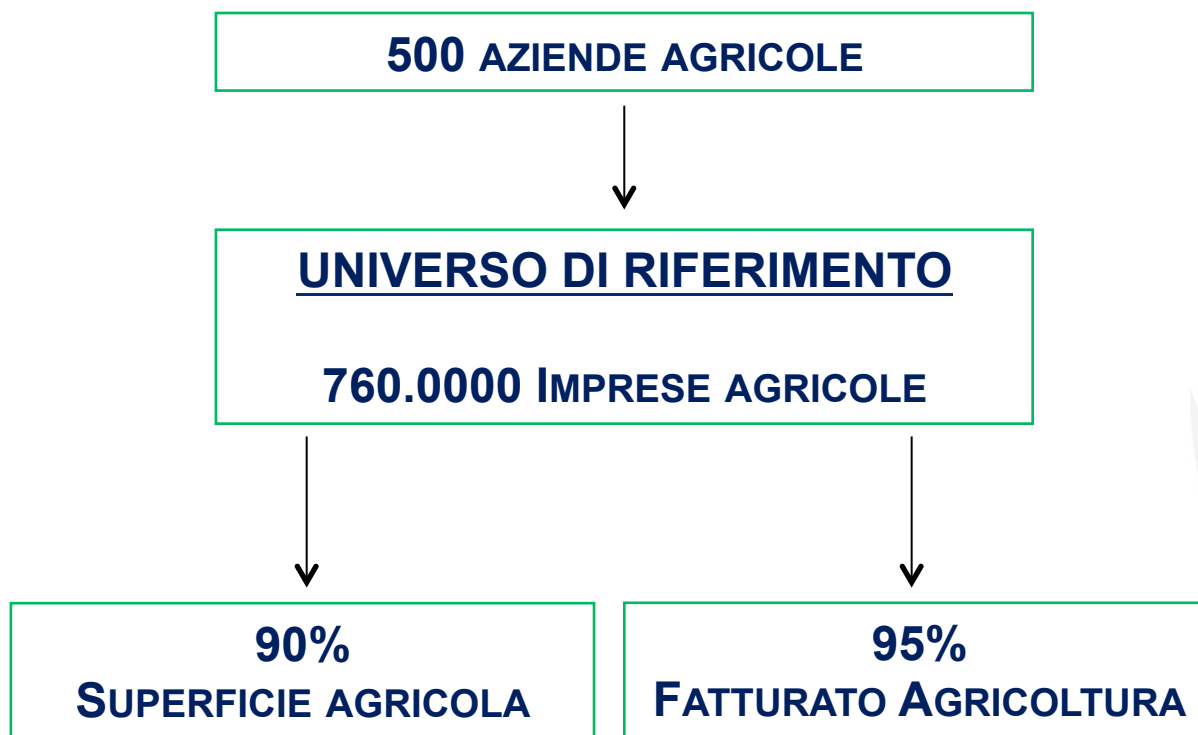 500 AZIENDE AGRICOLE
UNIVERSO DI RIFERIMENTO
760.0000 IMPRESE AGRICOLE
90%
SUPERFICIE AGRICOLA
95%
FATTURATO AGRICOLTURA